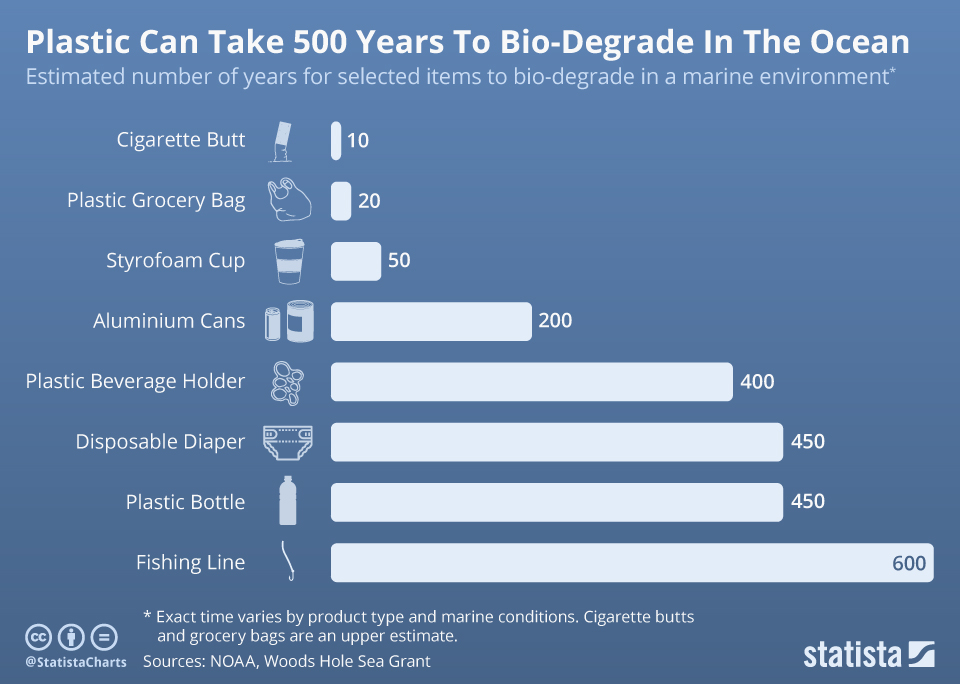 Plastic Can Take 500 Years To Bio-Degrade In The Ocean
Estimated number of years for selected items to bio-degrade in a marine environment*
Cigarette Butt 10
Plastic Grocery Bag 20
Styrofoam Cup 50
Aluminium Cans 200
Plastic Beverage Holder 400
Disposable Diaper 450
Plastic Bottle 450
Fishing Line 600
* Exact time varies by product type and marine conditions. Cigarette butts
and grocery bags are an upper estimate.
cc
@StatistaCharts
Sources: NOAA, Woods Hole Sea Grant
statista